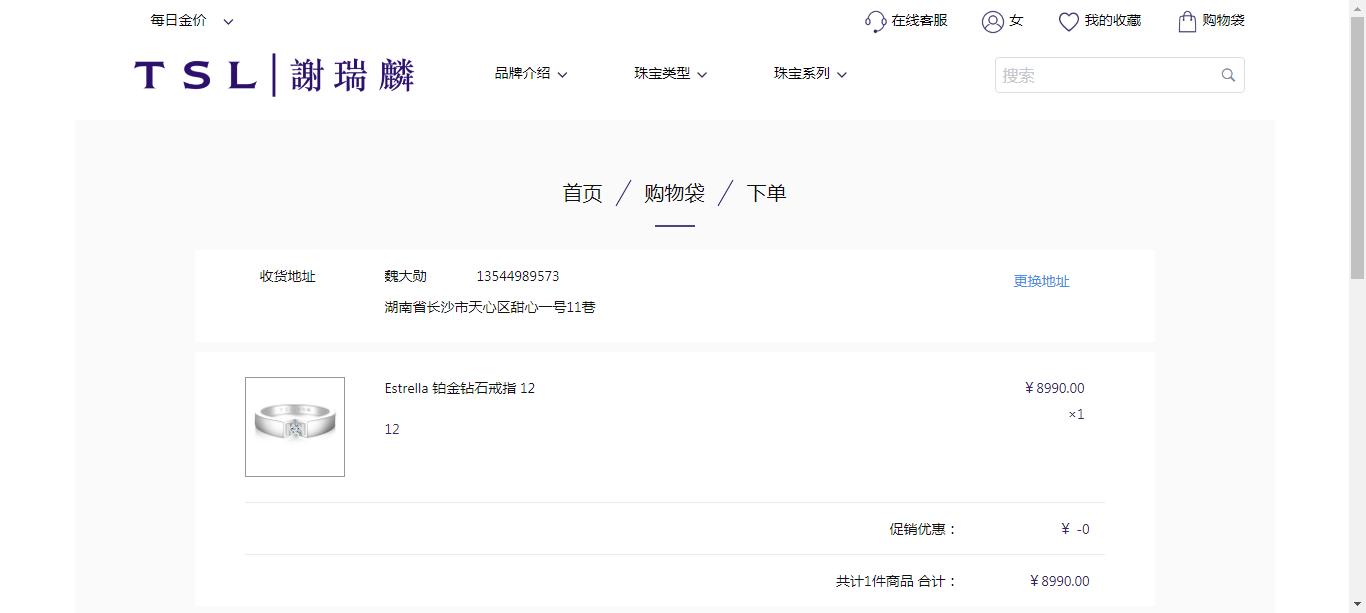 每日金价
在线客服 女 我的收藏 购物袋
TSL 謝瑞麟 品牌介绍 珠宝类型 珠宝系列 搜索
首页 / 购物袋 / 下单
收货地址 魏大勋 13544989573 更换地址
湖南省长沙市天心区甜心一号11巷
Estrella 铂金钻石戒指 12 ¥8990.00
×1
12
促销优惠： ¥ -0
共计1件商品 合计： ¥8990.00